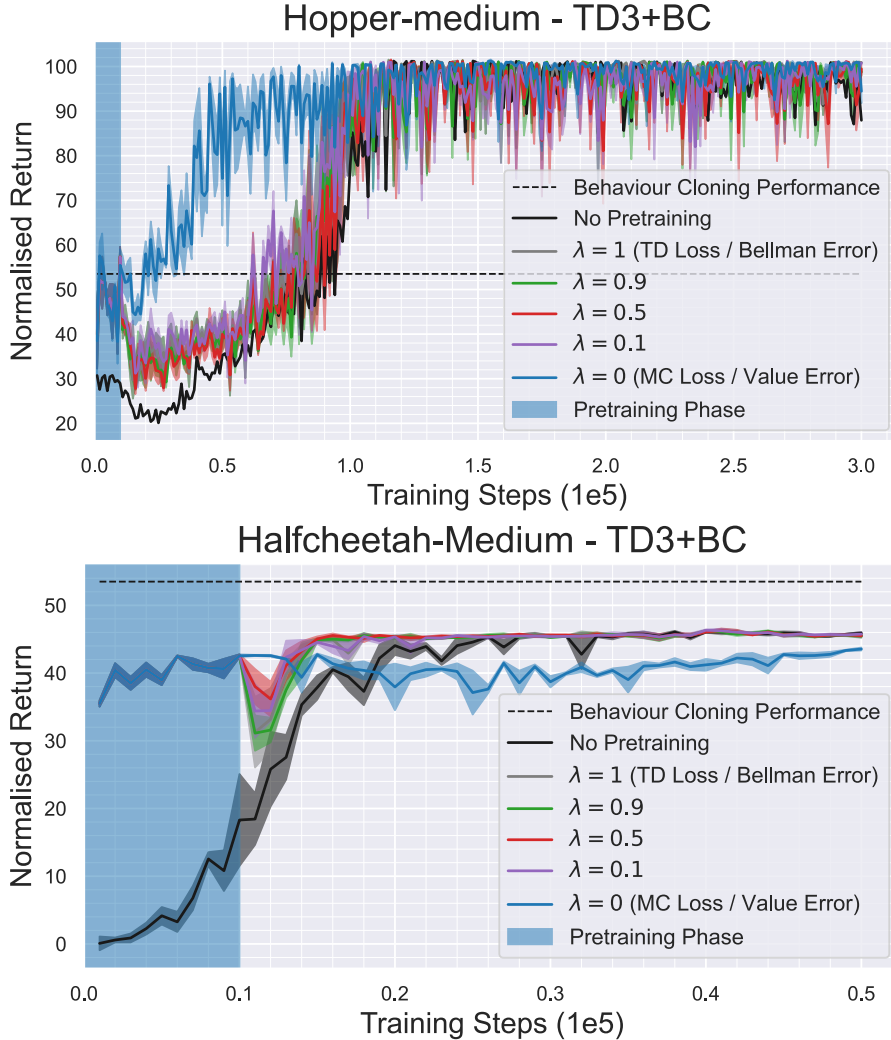 Hopper-medium - TD3+BC
Normalised Return
100
90
80
70
60
50
40
30
20
Behaviour Cloning Performance
No Pretraining
λ = 1 (TD Loss / Bellman Error)
λ = 0.9
λ = 0.5
λ = 0.1
λ = 0 (MC Loss / Value Error)
Pretraining Phase
0.0 0.5 1.0 1.5 2.0 2.5 3.0
Training Steps (1e5)
Halfcheetah-Medium - TD3+BC
Normalised Return
50
40
30
20
10
0
Behaviour Cloning Performance
No Pretraining
λ = 1 (TD Loss / Bellman Error)
λ = 0.9
λ = 0.5
λ = 0.1
λ = 0 (MC Loss / Value Error)
Pretraining Phase
0.0 0.1 0.2 0.3 0.4 0.5
Training Steps (1e5)